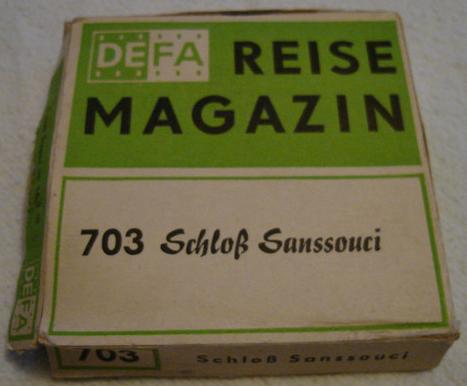 DEFA REISE
MAGAZIN
703 Schloß Sanssouci
DEFA
703 Schloß Sanssouci